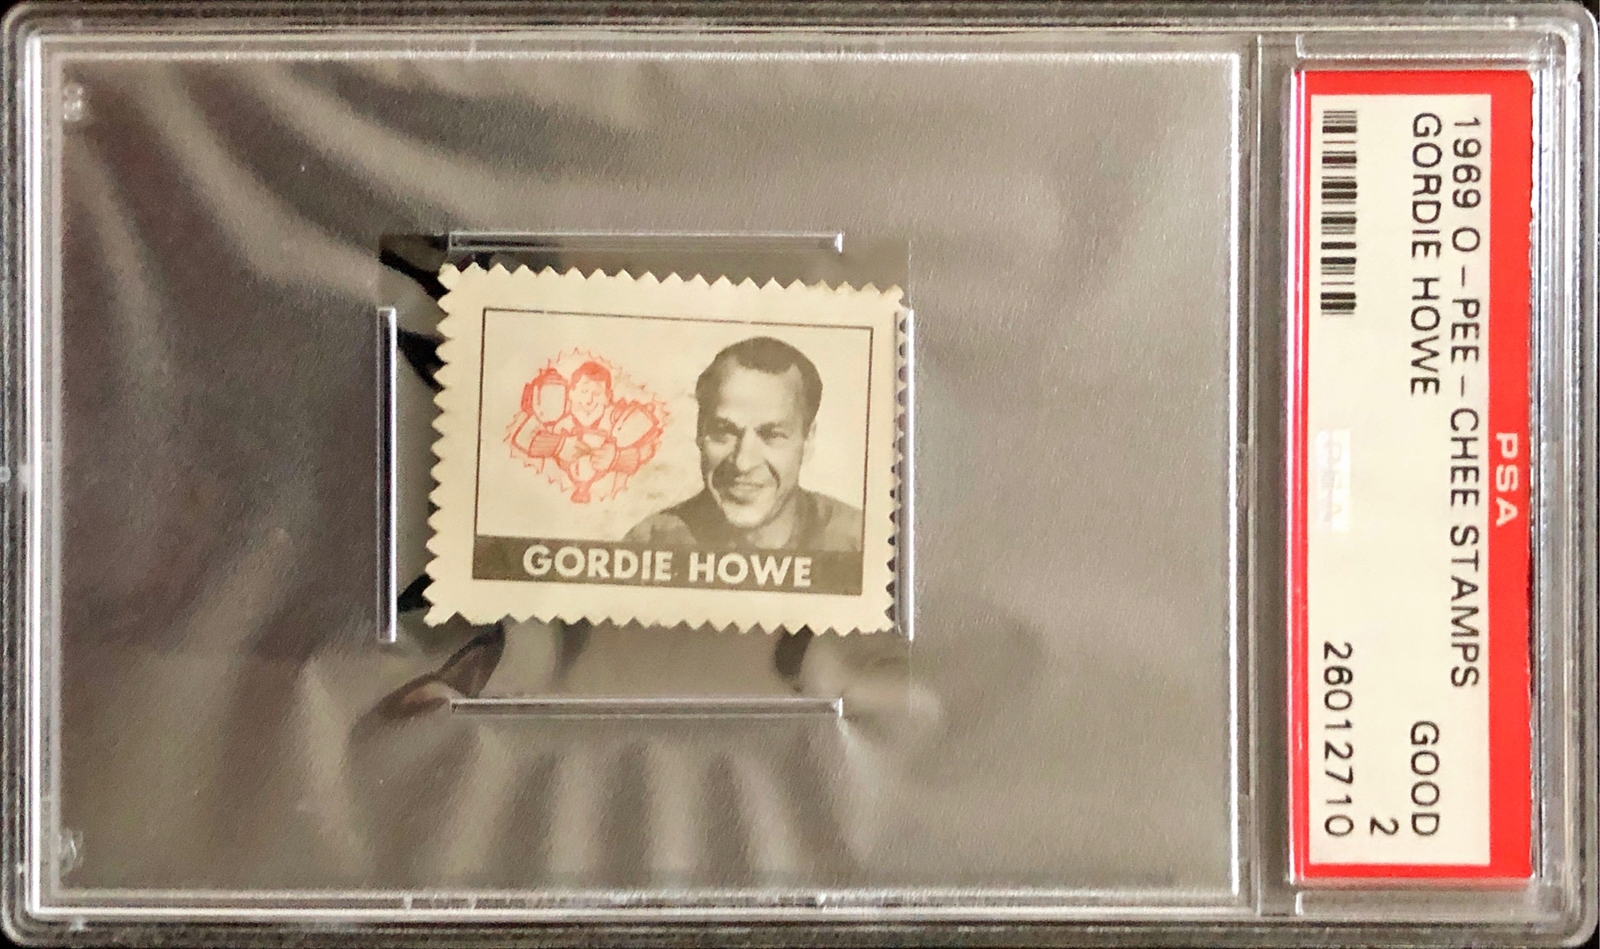 PSA
1969 O-PEE-CHEE STAMPS
GORDIE HOWE GOOD
2
26012710
GORDIE HOWE